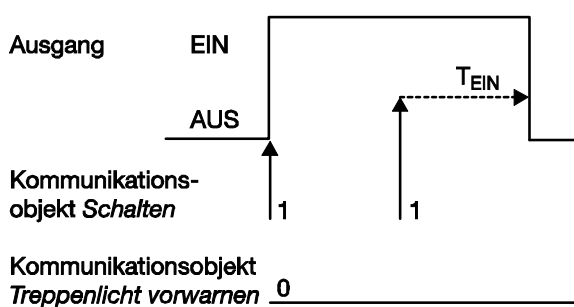 Ausgang EIN
T_EIN
AUS
Kommunikations-
objekt Schalten 1 1
Kommunikationsobjekt
Treppenlicht vorwarnen 0